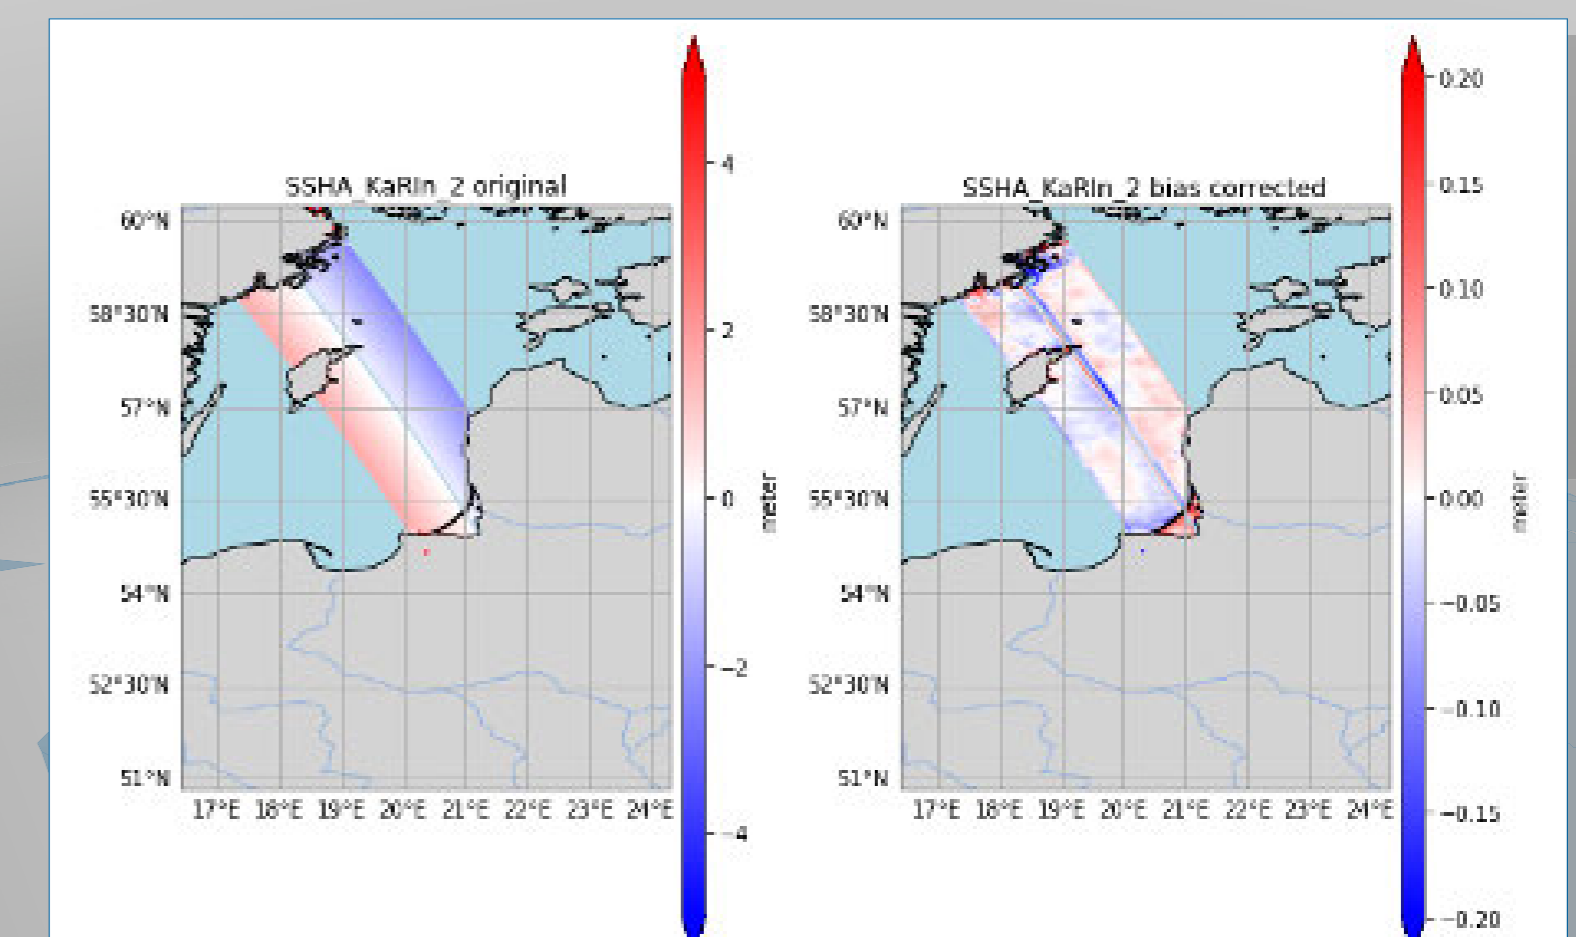 SSHA_KaRIn_2 original
60°N
58°30'N
57°N
55°30'N
54°N
52°30'N
51°N
17°E 18°E 19°E 20°E 21°E 22°E 23°E 24°E
4
2
0
−2
−4
meter
SSHA_KaRIn_2 bias corrected
60°N
58°30'N
57°N
55°30'N
54°N
52°30'N
51°N
17°E 18°E 19°E 20°E 21°E 22°E 23°E 24°E
0.20
0.15
0.10
0.05
0.00
−0.05
−0.10
−0.15
−0.20
meter